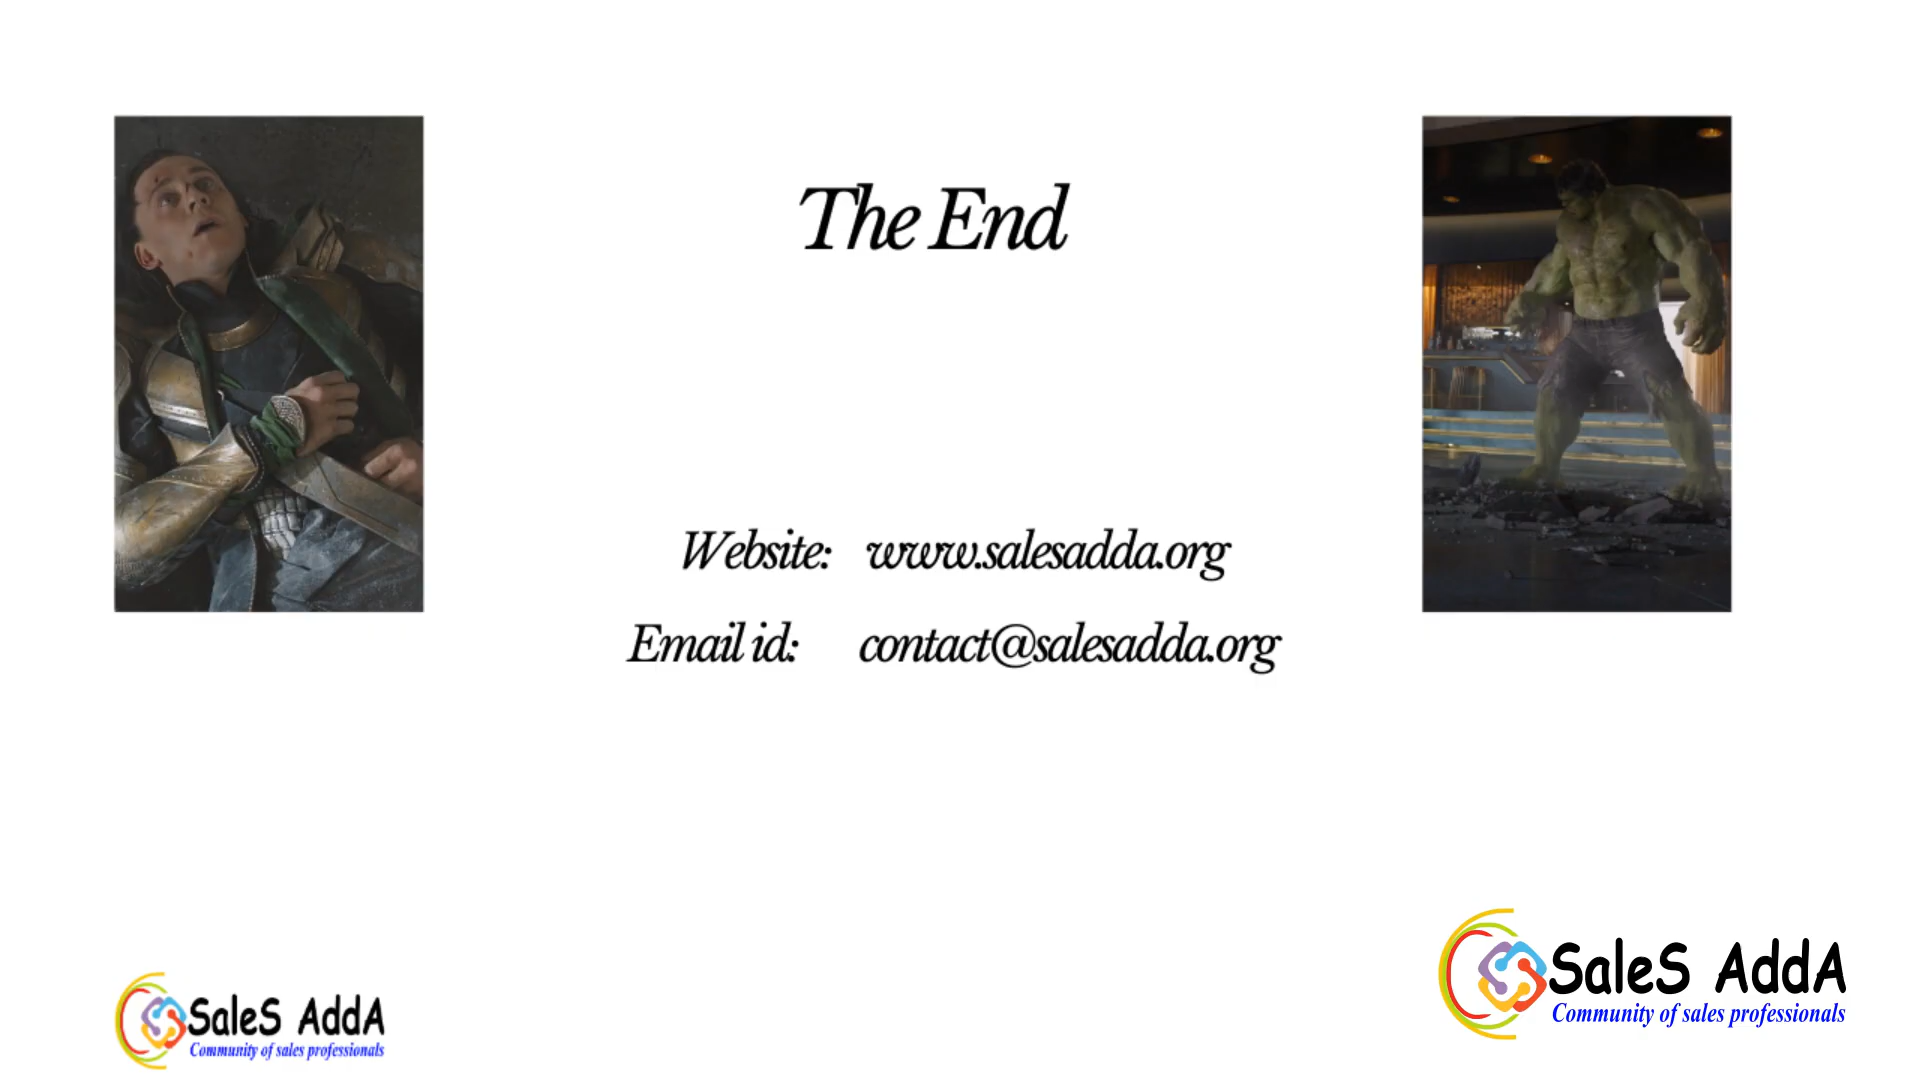 The End
Website: www.salesadda.org
Email id: contact@salesadda.org
SaleS AddA
Community of sales professionals
SaleS AddA
Community of sales professionals